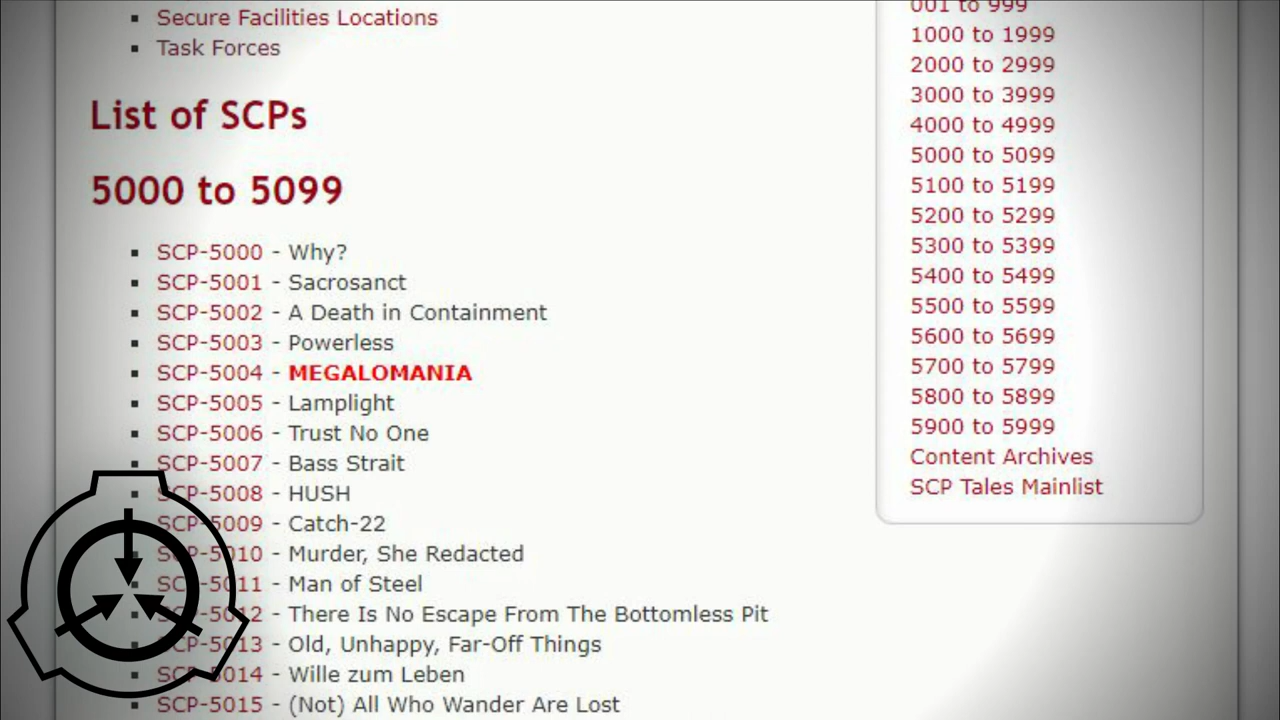 Secure Facilities Locations
Task Forces
List of SCPs
5000 to 5099
SCP-5000 - Why?
SCP-5001 - Sacrosanct
SCP-5002 - A Death in Containment
SCP-5003 - Powerless
SCP-5004 - MEGALOMANIA
SCP-5005 - Lamplight
SCP-5006 - Trust No One
SCP-5007 - Bass Strait
SCP-5008 - HUSH
SCP-5009 - Catch-22
SCP-5010 - Murder, She Redacted
SCP-5011 - Man of Steel
SCP-5012 - There Is No Escape From The Bottomless Pit
SCP-5013 - Old, Unhappy, Far-Off Things
SCP-5014 - Wille zum Leben
SCP-5015 - (Not) All Who Wander Are Lost
001 to 999
1000 to 1999
2000 to 2999
3000 to 3999
4000 to 4999
5000 to 5099
5100 to 5199
5200 to 5299
5300 to 5399
5400 to 5499
5500 to 5599
5600 to 5699
5700 to 5799
5800 to 5899
5900 to 5999
Content Archives
SCP Tales Mainlist